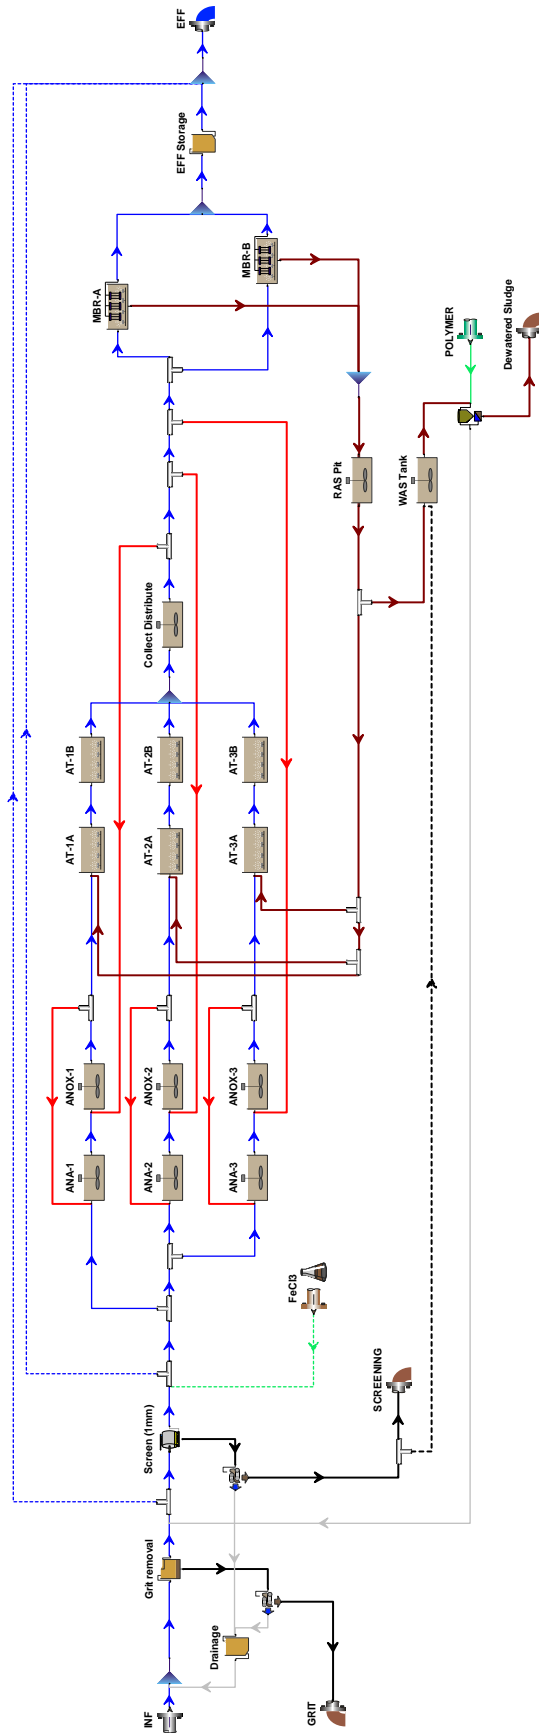 EFF
EFF Storage
MBR-A
MBR-B
POLYMER
Dewatered Sludge
RAS Pit
WAS Tank
Collect Distribute
AT-1B
AT-2B
AT-3B
AT-1A
AT-2A
AT-3A
ANOX-1
ANOX-2
ANOX-3
ANA-1
ANA-2
ANA-3
FeCl3
Screen (1mm)
SCREENING
Grit removal
Drainage
INF
GRIT